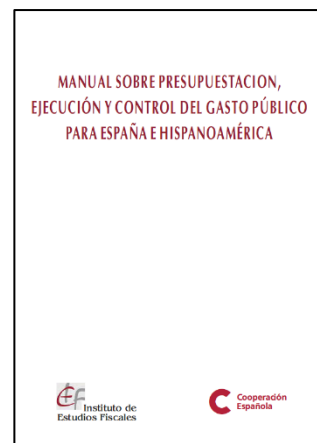 MANUAL SOBRE PRESUPUESTACION,
EJECUCIÓN Y CONTROL DEL GASTO PÚBLICO
PARA ESPAÑA E HISPANOAMÉRICA
Instituto de
Estudios Fiscales
Cooperación
Española